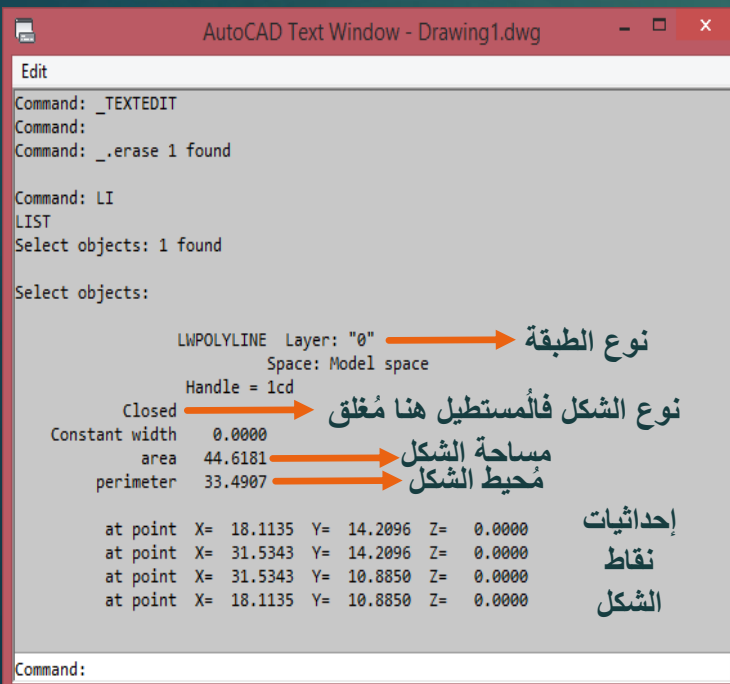 AutoCAD Text Window - Drawing1.dwg
Edit
Command: _TEXTEDIT
Command:
Command: _.erase 1 found
Command: LI
LIST
Select objects: 1 found
Select objects:
LWPOLYLINE Layer: "0" نوع الطبقة
Space: Model space
Handle = 1cd
Closed نوع الشكل فالُمستطيل هنا مُغلق
Constant width 0.0000
area 44.6181 مساحة الشكل
perimeter 33.4907 مُحيط الشكل
at point X= 18.1135 Y= 14.2096 Z= 0.0000 إحداثيات
at point X= 31.5343 Y= 14.2096 Z= 0.0000 نقاط
at point X= 31.5343 Y= 10.8850 Z= 0.0000
at point X= 18.1135 Y= 10.8850 Z= 0.0000 الشكل
Command: